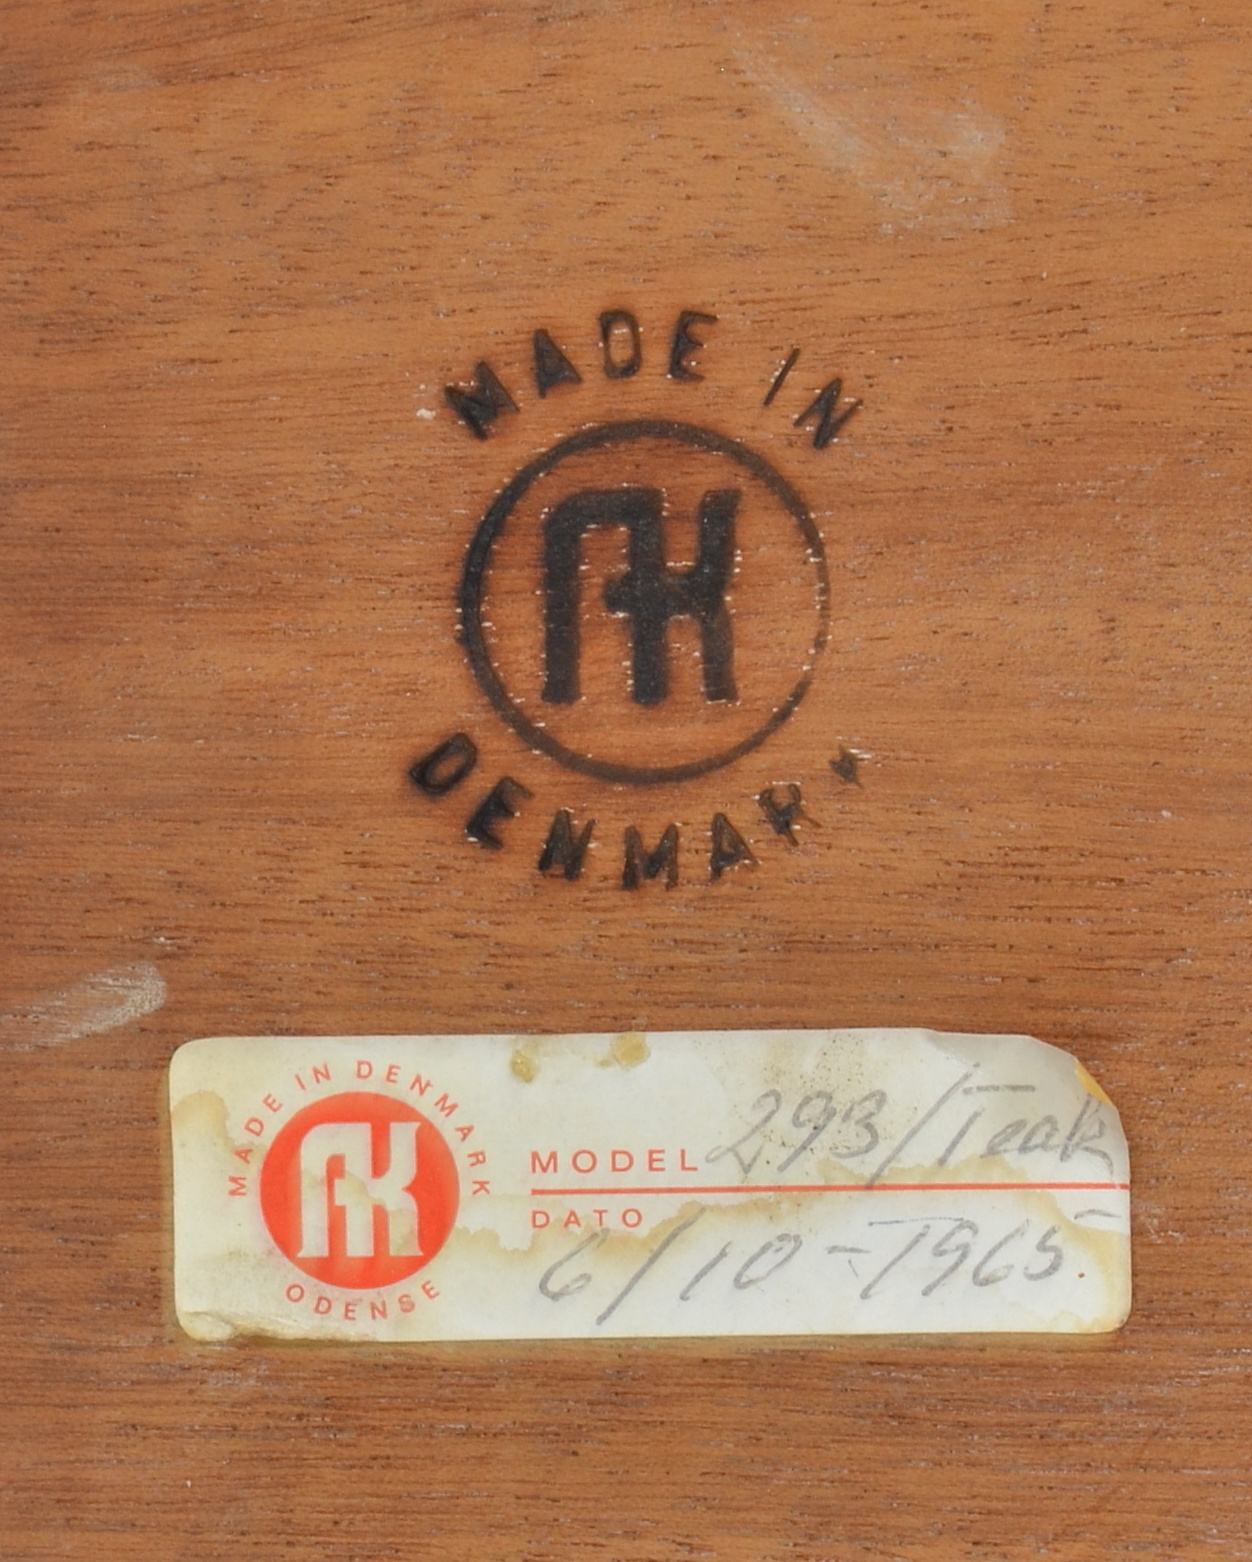 MADE IN
AK
DENMARK
MADE IN DENMARK
AK
ODENSE
MODEL 293/Teak
DATO 6/10-1965